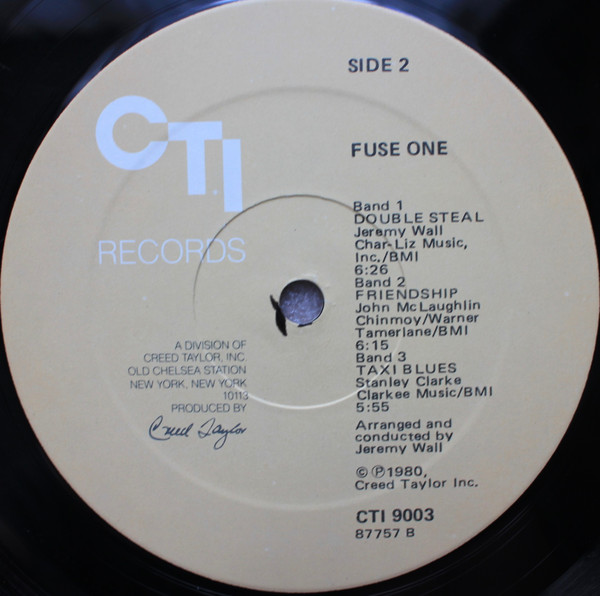 SIDE 2
CTI
RECORDS
FUSE ONE
Band 1
DOUBLE STEAL
Jeremy Wall
Char-Liz Music,
Inc./BMI
6:26
Band 2
FRIENDSHIP
John McLaughlin
Chinmoy/Warner
Tamerlane/BMI
6:15
Band 3
TAXI BLUES
Stanley Clarke
Clarkee Music/BMI
5:55
Arranged and
conducted by
Jeremy Wall
©℗1980,
Creed Taylor Inc.
CTI 9003
87757 B
A DIVISION OF
CREED TAYLOR, INC.
OLD CHELSEA STATION
NEW YORK, NEW YORK
10113
PRODUCED BY
Creed Taylor